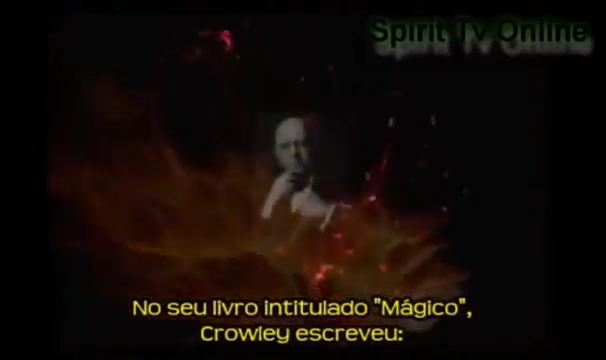 Spirit Tv Online
No seu livro intitulado "Mágico",
Crowley escreveu: